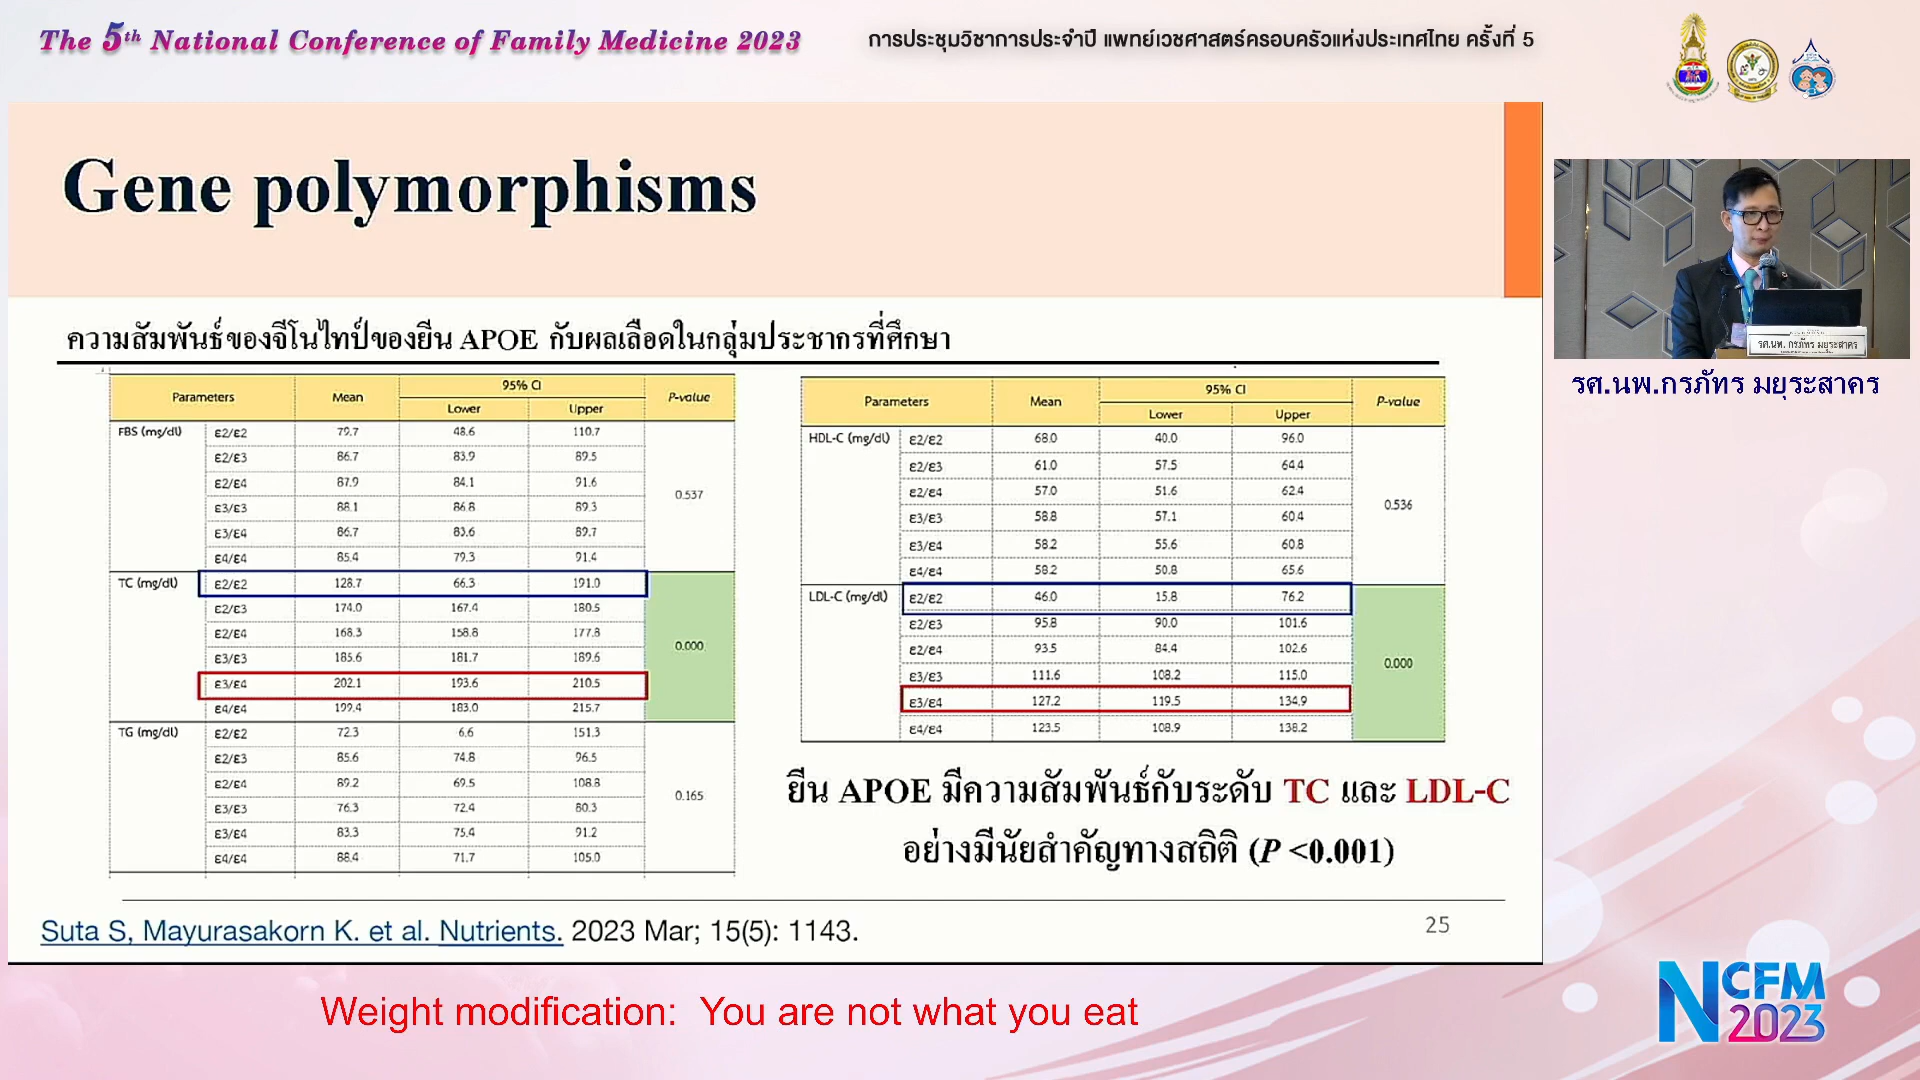 The 5th National Conference of Family Medicine 2023
การประชุมวิชาการประจำปี แพทย์เวชศาสตร์ครอบครัวแห่งประเทศไทย ครั้งที่ 5
Gene polymorphisms
ความสัมพันธ์ของจีโนไทป์ของยีน APOE กับผลเลือดในกลุ่มประชากรที่ศึกษา
Parameters Mean 95% CI P-value
Lower Upper
FBS (mg/dl) ε2/ε2 79.7 48.6 110.7
ε2/ε3 86.7 83.9 89.5
ε2/ε4 87.9 84.1 91.6
0.537
ε3/ε3 88.1 86.8 89.3
ε3/ε4 86.7 83.6 89.7
ε4/ε4 85.4 79.3 91.4
TC (mg/dl) ε2/ε2 128.7 66.3 191.0
ε2/ε3 174.0 167.4 180.5
ε2/ε4 168.3 158.8 177.8
0.000
ε3/ε3 185.6 181.7 189.6
ε3/ε4 202.1 193.6 210.5
ε4/ε4 199.4 183.0 215.7
TG (mg/dl) ε2/ε2 72.3 6.6 151.3
ε2/ε3 85.6 74.8 96.5
ε2/ε4 89.2 69.5 108.8
0.165
ε3/ε3 76.3 72.4 80.3
ε3/ε4 83.3 75.4 91.2
ε4/ε4 88.4 71.7 105.0
Parameters Mean 95% CI P-value
Lower Upper
HDL-C (mg/dl) ε2/ε2 68.0 40.0 96.0
ε2/ε3 61.0 57.5 64.4
ε2/ε4 57.0 51.6 62.4
0.536
ε3/ε3 58.8 57.1 60.4
ε3/ε4 58.2 55.6 60.8
ε4/ε4 58.2 50.8 65.6
LDL-C (mg/dl) ε2/ε2 46.0 15.8 76.2
ε2/ε3 95.8 90.0 101.6
ε2/ε4 93.5 84.4 102.6
0.000
ε3/ε3 111.6 108.2 115.0
ε3/ε4 127.2 119.5 134.9
ε4/ε4 123.5 108.9 138.2
ยีน APOE มีความสัมพันธ์กับระดับ TC และ LDL-C
อย่างมีนัยสำคัญทางสถิติ (P <0.001)
Suta S, Mayurasakorn K. et al. Nutrients. 2023 Mar; 15(5): 1143.
25
รศ.นพ. กรภัทร มยุระสาคร
รศ.นพ.กรภัทร มยุระสาคร
Weight modification: You are not what you eat
NCFM
2023